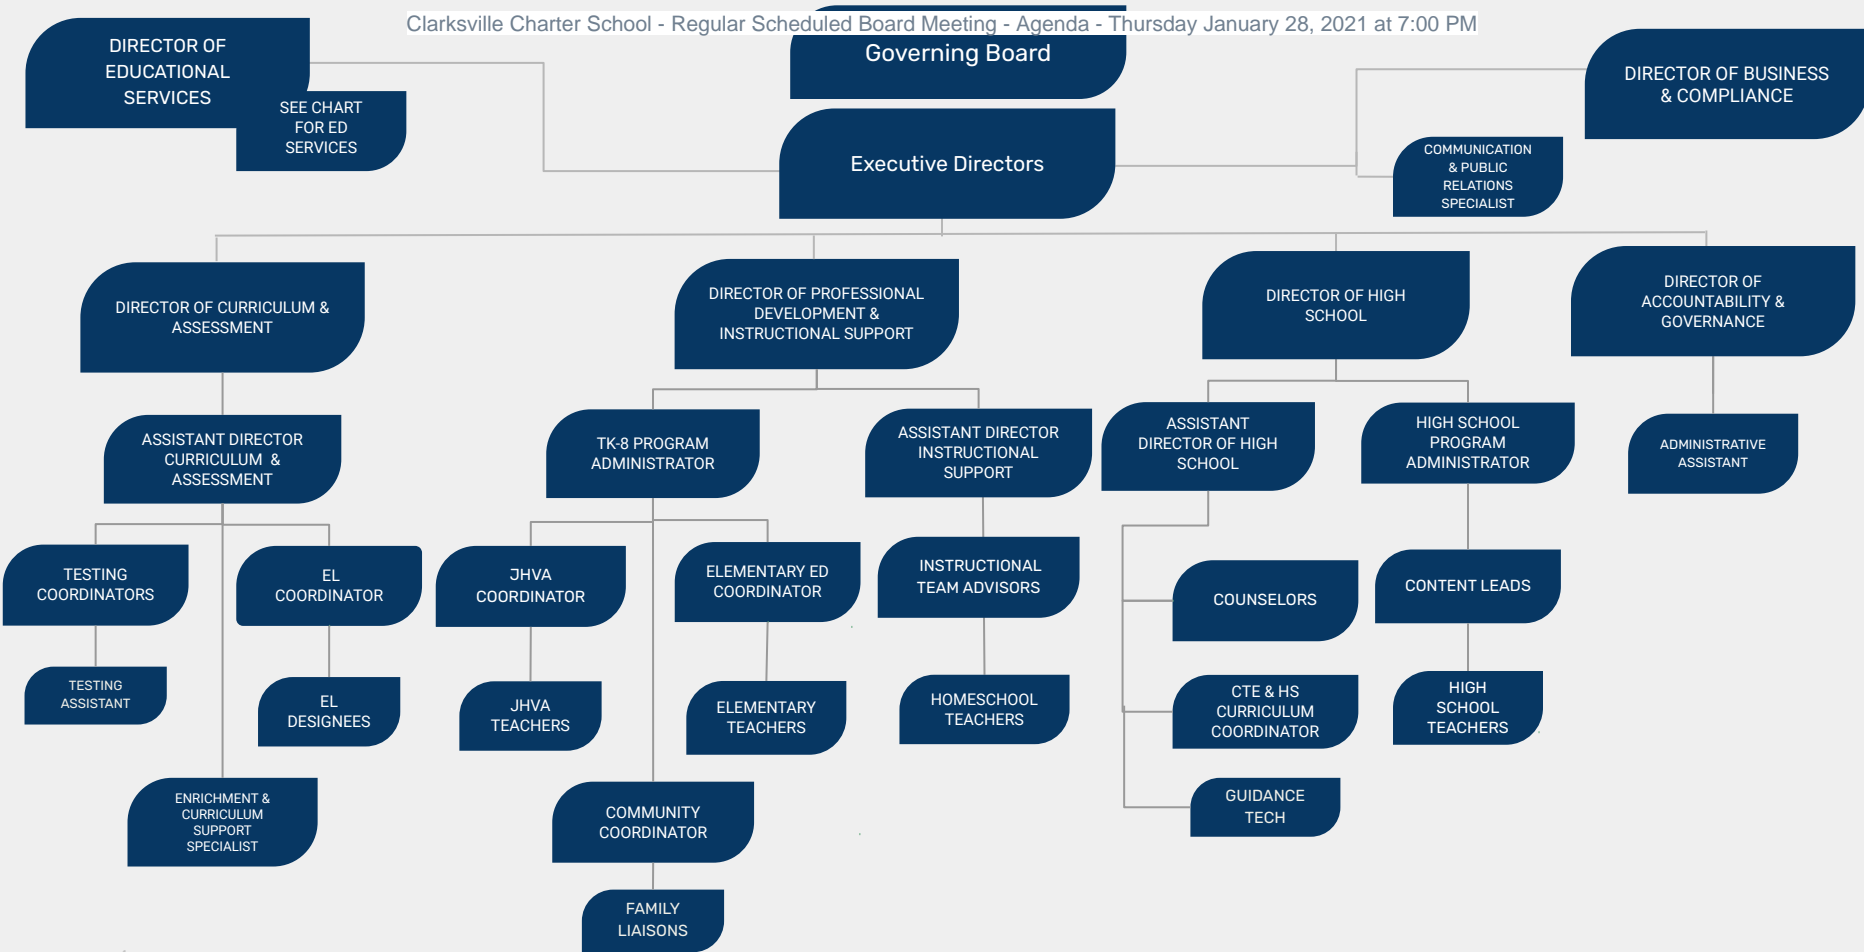 Clarksville Charter School - Regular Scheduled Board Meeting - Agenda - Thursday January 28, 2021 at 7:00 PM
DIRECTOR OF
EDUCATIONAL
SERVICES
SEE CHART
FOR ED
SERVICES
Governing Board
Executive Directors
DIRECTOR OF BUSINESS
& COMPLIANCE
COMMUNICATION
& PUBLIC
RELATIONS
SPECIALIST
DIRECTOR OF CURRICULUM &
ASSESSMENT
DIRECTOR OF PROFESSIONAL
DEVELOPMENT &
INSTRUCTIONAL SUPPORT
DIRECTOR OF HIGH
SCHOOL
DIRECTOR OF
ACCOUNTABILITY &
GOVERNANCE
ASSISTANT DIRECTOR
CURRICULUM &
ASSESSMENT
TK-8 PROGRAM
ADMINISTRATOR
ASSISTANT DIRECTOR
INSTRUCTIONAL
SUPPORT
ASSISTANT
DIRECTOR OF HIGH
SCHOOL
HIGH SCHOOL
PROGRAM
ADMINISTRATOR
ADMINISTRATIVE
ASSISTANT
TESTING
COORDINATORS
EL
COORDINATOR
JHVA
COORDINATOR
ELEMENTARY ED
COORDINATOR
INSTRUCTIONAL
TEAM ADVISORS
COUNSELORS
CONTENT LEADS
TESTING
ASSISTANT
EL
DESIGNEES
JHVA
TEACHERS
ELEMENTARY
TEACHERS
HOMESCHOOL
TEACHERS
CTE & HS
CURRICULUM
COORDINATOR
HIGH
SCHOOL
TEACHERS
ENRICHMENT &
CURRICULUM
SUPPORT
SPECIALIST
COMMUNITY
COORDINATOR
GUIDANCE
TECH
FAMILY
LIAISONS